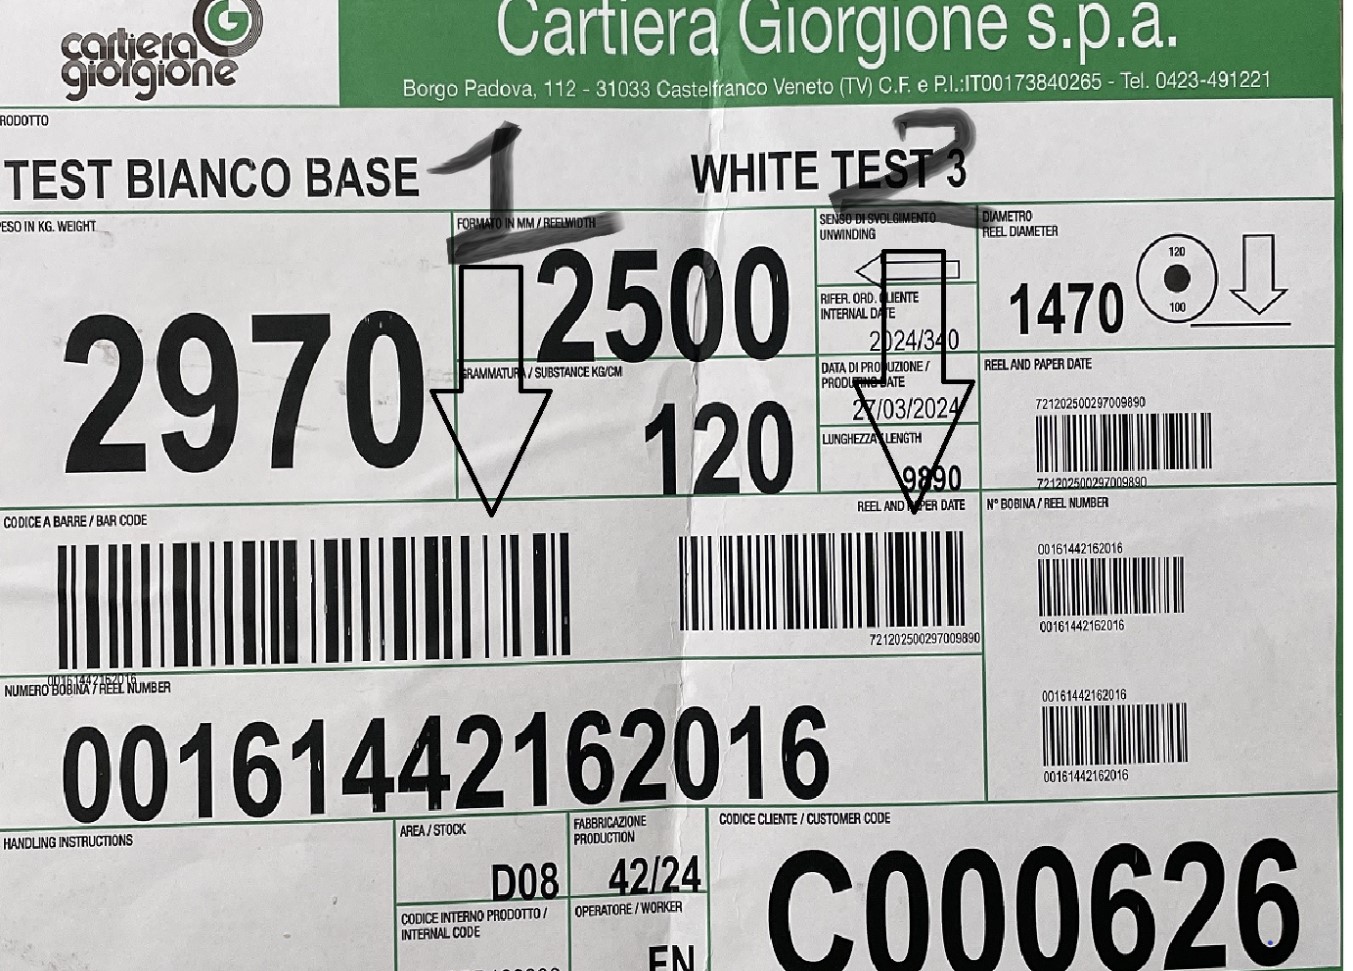 cartiera
giorgione
Cartiera Giorgione s.p.a.
Borgo Padova, 112 - 31033 Castelfranco Veneto (TV) C.F. e P.I.:IT00173840265 - Tel. 0423-491221
RODOTTO
TEST BIANCO BASE
1
WHITE TEST 3
2
ESO IN KG. WEIGHT
2970
FORMATO IN MM / REELWIDTH
2500
GRAMMATURA / SUBSTANCE KG/CM
120
SENSO DI SVOLGIMENTO
UNWINDING
RIFER. ORD. CLIENTE
INTERNAL DATE
2024/340
DATA DI PRODUZIONE /
DATE
27/03/2024
LUNGHEZZA / LENGTH
9890
DIAMETRO
REEL DIAMETER
1470
120
100
REEL AND PAPER DATE
721202500297009890
721202500297009890
CODICE A BARRE / BAR CODE
00161442162016
REEL AND PAPER DATE
721202500297009890
N° BOBINA / REEL NUMBER
00161442162016
00161442162016
00161442162016
00161442162016
NUMERO BOBINA / REEL NUMBER
00161442162016
HANDLING INSTRUCTIONS
AREA / STOCK
D08
FABBRICAZIONE
PRODUCTION
42/24
CODICE INTERNO PRODOTTO /
INTERNAL CODE
OPERATORE / WORKER
EN
CODICE CLIENTE / CUSTOMER CODE
C000626